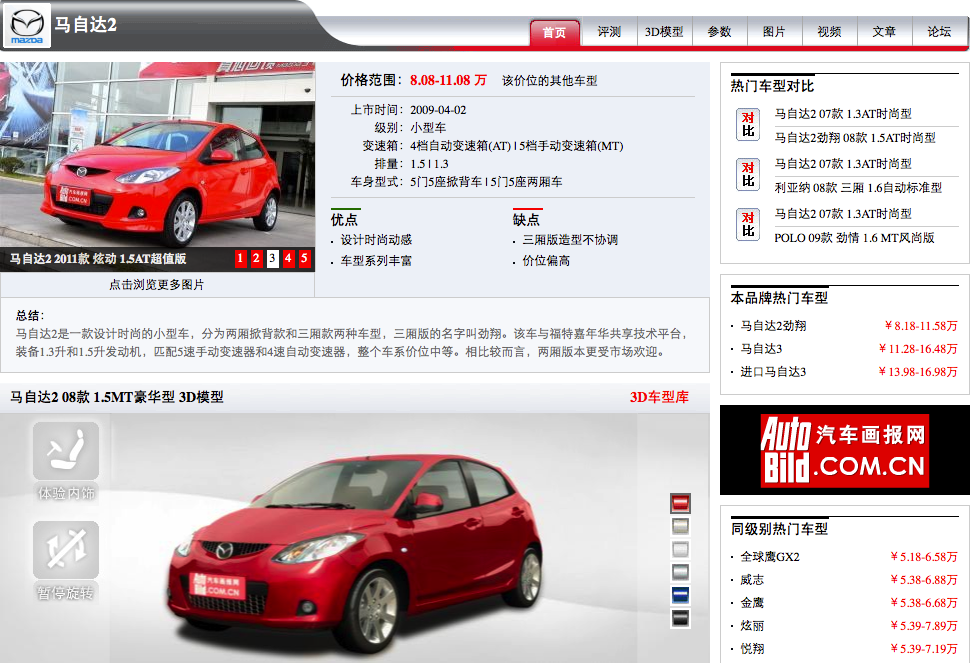 mazda
马自达2
首页 评测 3D模型 参数 图片 视频 文章 论坛
马自达2 2011款 炫动 1.5AT超值版
1 2 3 4 5
点击浏览更多图片
价格范围: 8.08-11.08 万 该价位的其他车型
上市时间: 2009-04-02
级别: 小型车
变速箱: 4档自动变速箱(AT) | 5档手动变速箱(MT)
排量: 1.5 | 1.3
车身型式: 5门5座掀背车 | 5门5座两厢车
优点
· 设计时尚动感
· 车型系列丰富
缺点
· 三厢版造型不协调
· 价位偏高
总结:
马自达2是一款设计时尚的小型车，分为两厢掀背款和三厢款两种车型，三厢版的名字叫劲翔。该车与福特嘉年华共享技术平台，
装备1.3升和1.5升发动机，匹配5速手动变速器和4速自动变速器，整个车系价位中等。相比较而言，两厢版本更受市场欢迎。
马自达2 08款 1.5MT豪华型 3D模型
3D车型库
体验内饰
暂停旋转
汽车画报网
.COM.CN
热门车型对比
对比
马自达2 07款 1.3AT时尚型
马自达2劲翔 08款 1.5AT时尚型
对比
马自达2 07款 1.3AT时尚型
利亚纳 08款 三厢 1.6自动标准型
对比
马自达2 07款 1.3AT时尚型
POLO 09款 劲情 1.6 MT风尚版
本品牌热门车型
· 马自达2劲翔 ￥8.18-11.58万
· 马自达3 ￥11.28-16.48万
· 进口马自达3 ￥13.98-16.98万
Auto Bild 汽车画报网
.COM.CN
同级别热门车型
· 全球鹰GX2 ￥5.18-6.58万
· 威志 ￥5.38-6.88万
· 金鹰 ￥5.38-6.68万
· 炫丽 ￥5.39-7.89万
· 悦翔 ￥5.39-7.19万